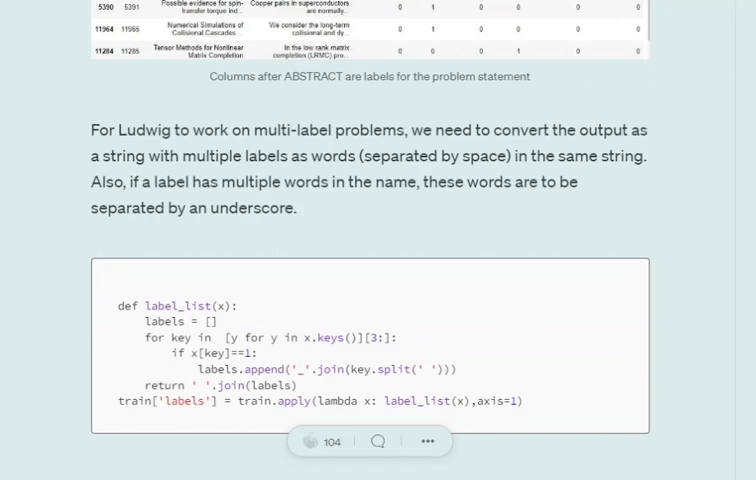 5390 5391 Possible evidence for spin- Cooper pairs in superconductors 0 1 0 0 0 0
transfer torque ind... are normally...
11964 11965 Numerical Simulations of We consider the long-term 0 1 0 0 0 0
Collisional Cascades ... collisional and dy...
11284 11285 Tensor Methods for Nonlinear In the low rank matrix 0 0 0 1 0 0
Matrix Completion completion (LRMC) pro...
Columns after ABSTRACT are labels for the problem statement
For Ludwig to work on multi-label problems, we need to convert the output as
a string with multiple labels as words (separated by space) in the same string.
Also, if a label has multiple words in the name, these words are to be
separated by an underscore.
def label_list(x):
labels = []
for key in [y for y in x.keys()][3:]:
if x[key]==1:
labels.append('_'.join(key.split(' ')))
return ' '.join(labels)
train['labels'] = train.apply(lambda x: label_list(x),axis=1)
104